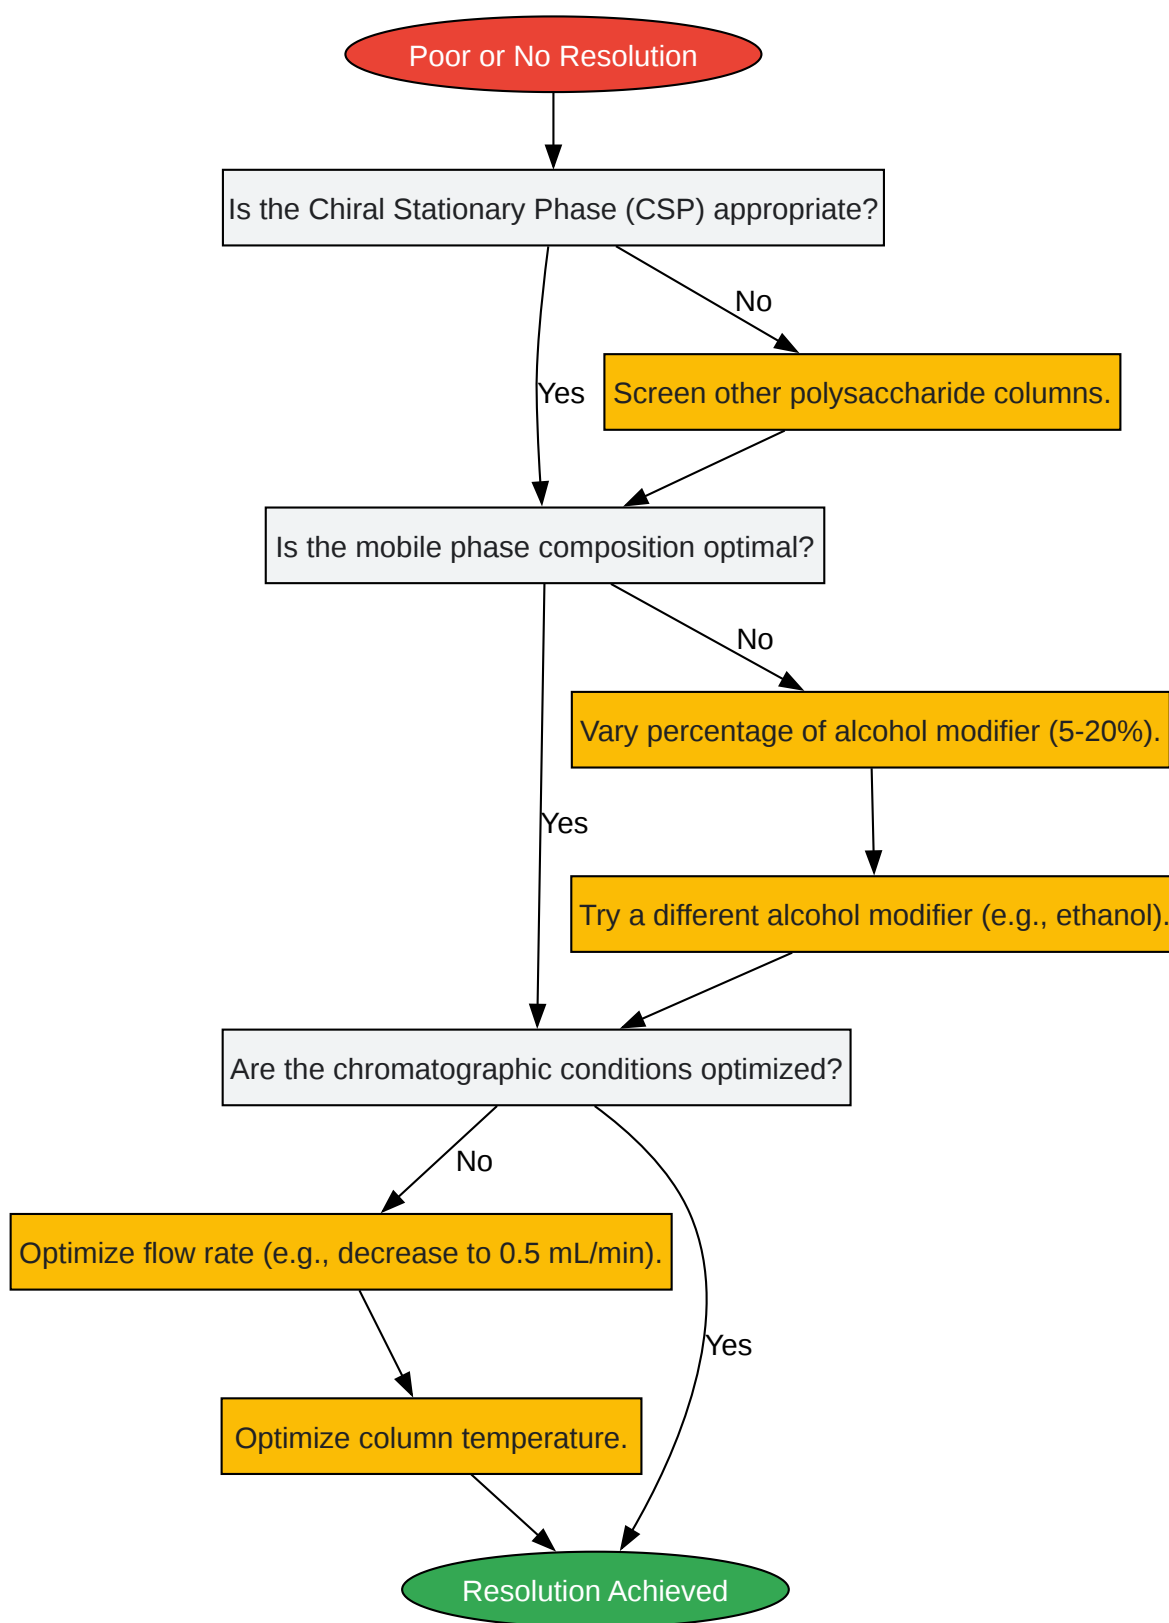 Poor or No Resolution
Is the Chiral Stationary Phase (CSP) appropriate?
No
Yes
Screen other polysaccharide columns.
Is the mobile phase composition optimal?
No
Vary percentage of alcohol modifier (5-20%).
Yes
Try a different alcohol modifier (e.g., ethanol).
Are the chromatographic conditions optimized?
No
Optimize flow rate (e.g., decrease to 0.5 mL/min).
Yes
Optimize column temperature.
Resolution Achieved